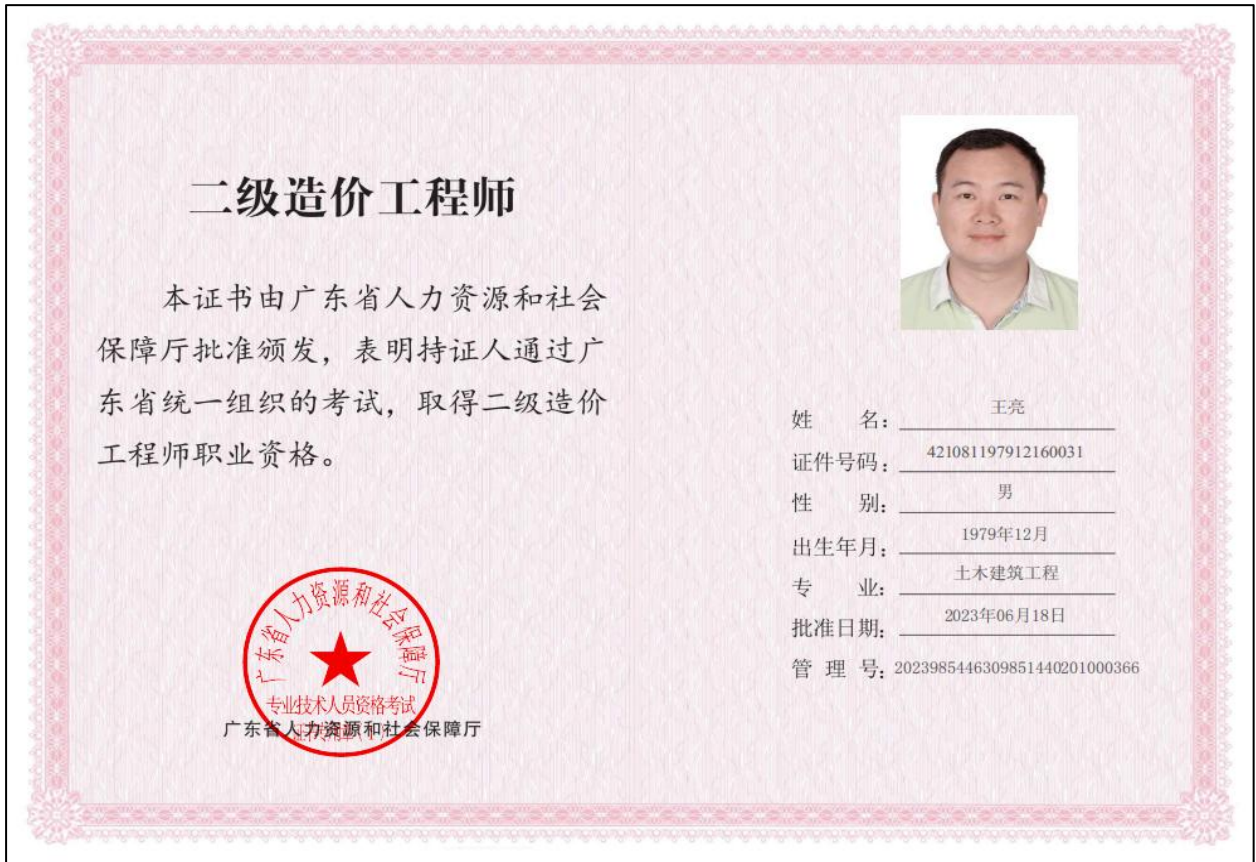 二级造价工程师
本证书由广东省人力资源和社会
保障厅批准颁发，表明持证人通过广
东省统一组织的考试，取得二级造价
工程师职业资格。
广东省人力资源和社会保障厅
专业技术人员资格考试
广东省人力资源和社会保障厅
姓名：王亮
证件号码：421081197912160031
性别：男
出生年月：1979年12月
专业：土木建筑工程
批准日期：2023年06月18日
管理号：2023985446309851440201000366